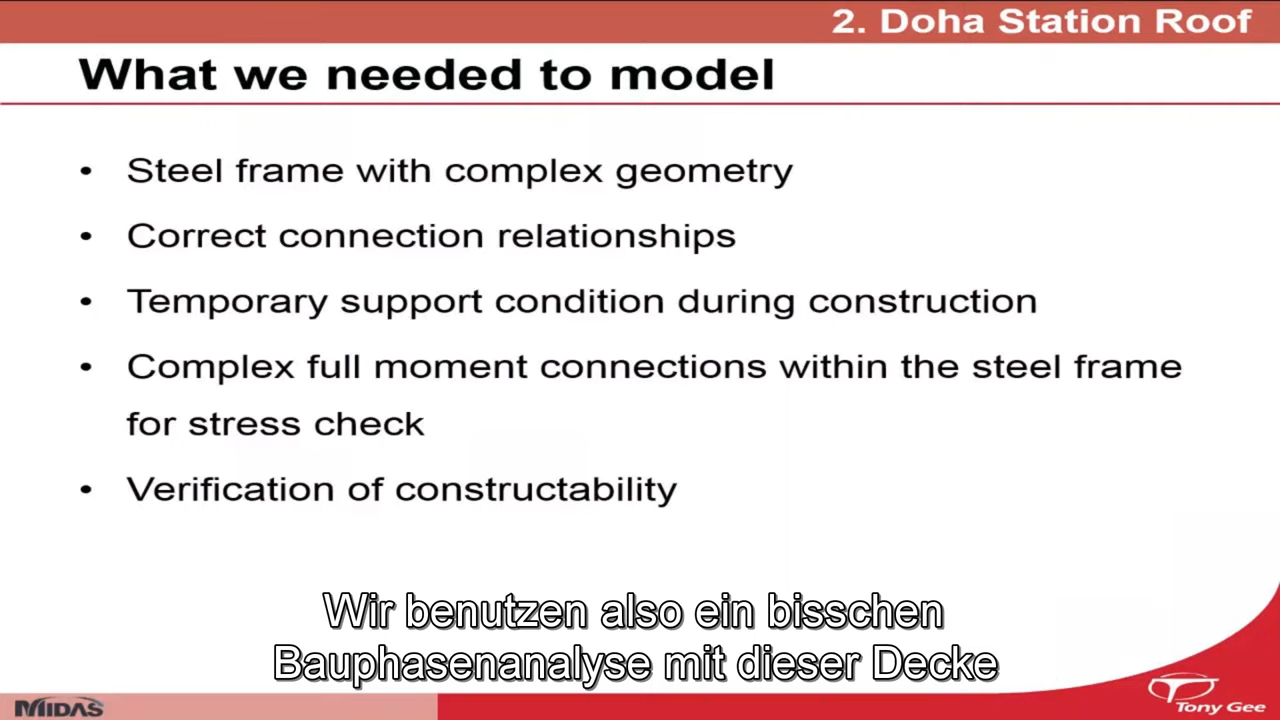 2. Doha Station Roof
What we needed to model
• Steel frame with complex geometry
• Correct connection relationships
• Temporary support condition during construction
• Complex full moment connections within the steel frame
for stress check
• Verification of constructability
Wir benutzen also ein bisschen
Bauphasenanalyse mit dieser Decke
MIDAS
Tony Gee